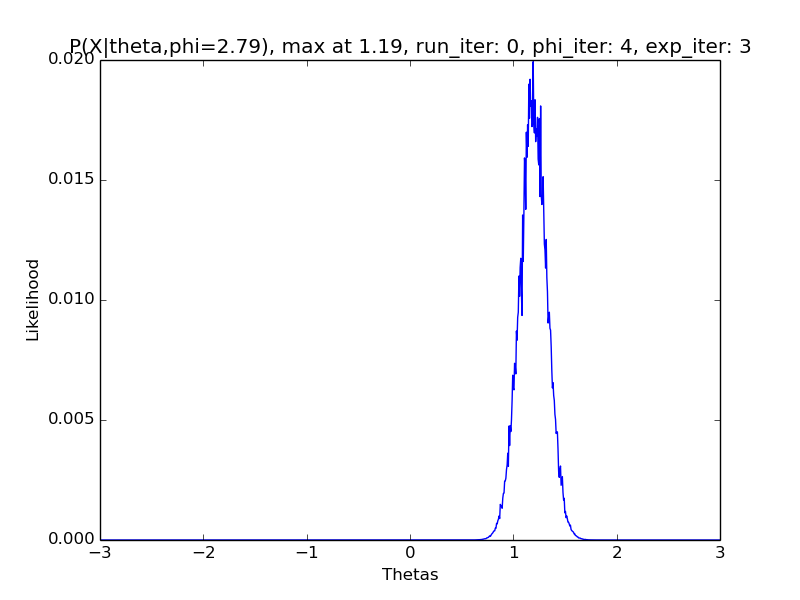 P(X|theta,phi=2.79), max at 1.19, run_iter: 0, phi_iter: 4, exp_iter: 3
0.020
0.015
0.010
0.005
0.000
Likelihood
−3 −2 −1 0 1 2 3
Thetas